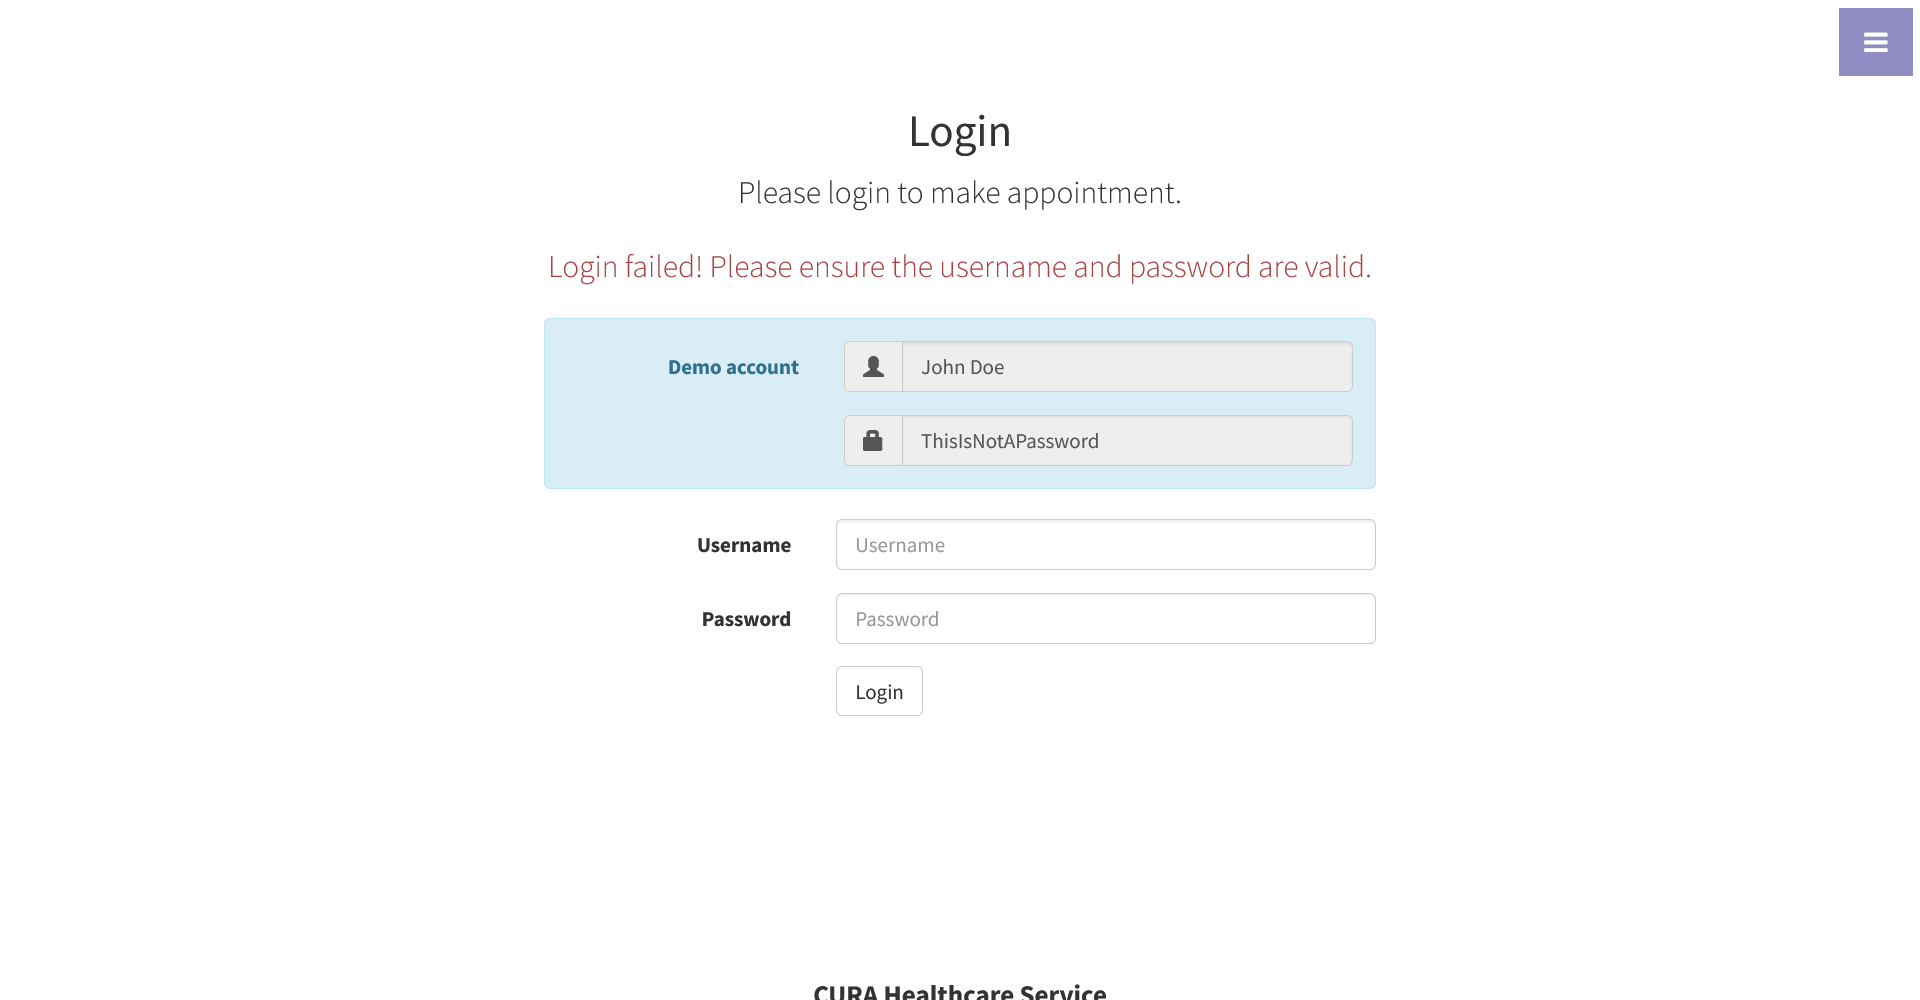 Login
Please login to make appointment.
Login failed! Please ensure the username and password are valid.
Demo account
John Doe
ThisIsNotAPassword
Username
Username
Password
Password
Login
CURA Healthcare Service